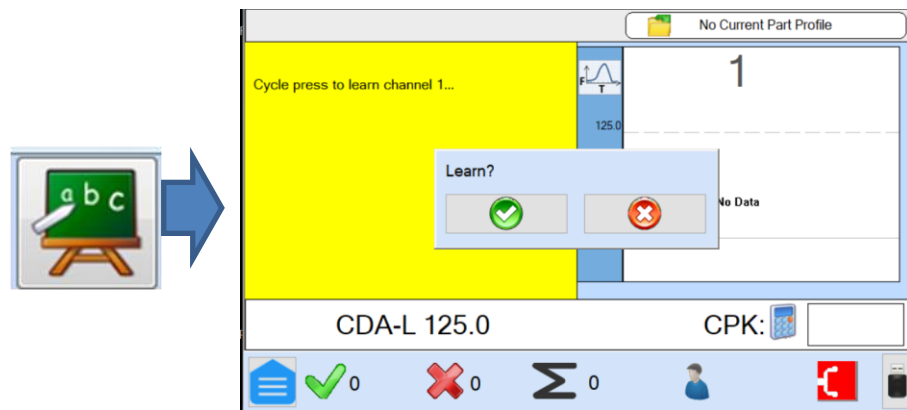 a b c
No Current Part Profile
Cycle press to learn channel 1...
F
T
1
125.0
Learn?
No Data
CDA-L 125.0
CPK:
0
0
Σ 0